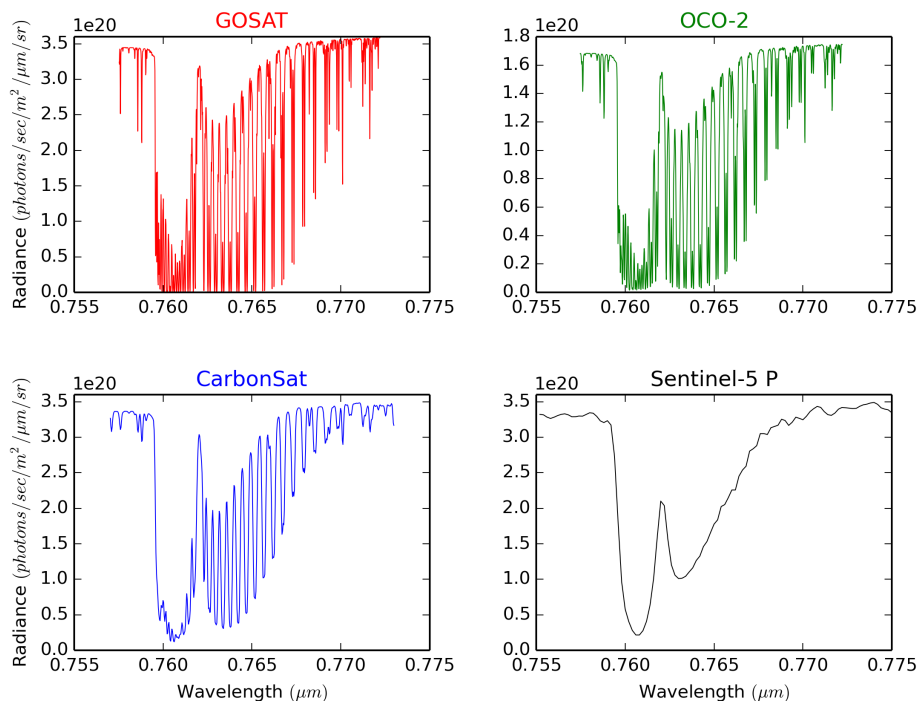 GOSAT
1e20
3.5
3.0
2.5
2.0
1.5
1.0
0.5
0.0
0.755 0.760 0.765 0.770 0.775
Radiance (photons/sec/m²/μm/sr)
OCO-2
1e20
1.8
1.6
1.4
1.2
1.0
0.8
0.6
0.4
0.2
0.0
0.755 0.760 0.765 0.770 0.775
CarbonSat
1e20
3.5
3.0
2.5
2.0
1.5
1.0
0.5
0.0
0.755 0.760 0.765 0.770 0.775
Radiance (photons/sec/m²/μm/sr)
Wavelength (μm)
Sentinel-5 P
1e20
3.5
3.0
2.5
2.0
1.5
1.0
0.5
0.0
0.755 0.760 0.765 0.770 0.775
Wavelength (μm)